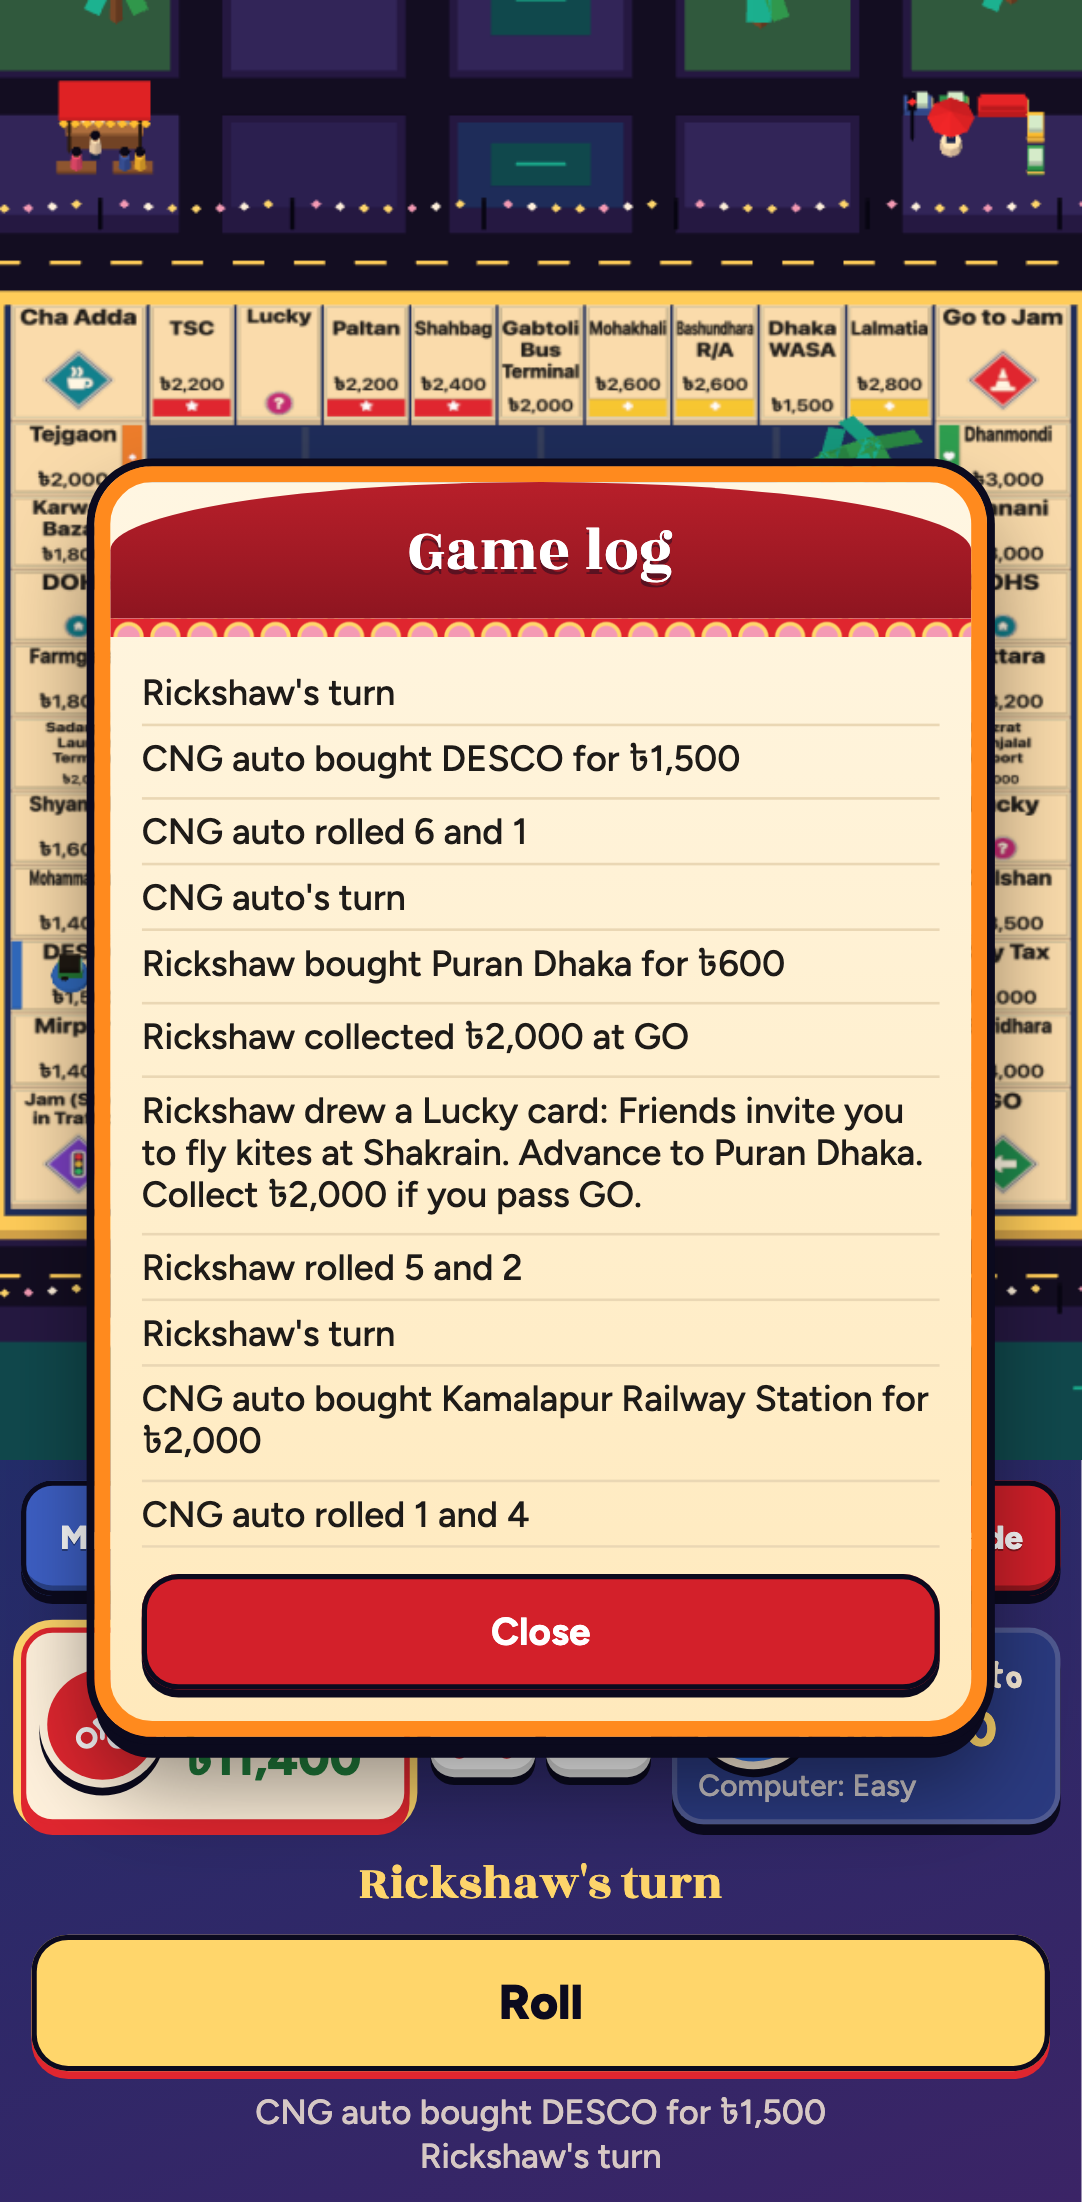 Cha Adda
TSC
৳2,200
Lucky
?
Paltan
৳2,200
Shahbag
৳2,400
Gabtoli
Bus
Terminal
৳2,000
Mohakhali
৳2,600
Bashundhara
R/A
৳2,600
Dhaka
WASA
৳1,500
Lalmatia
৳2,800
Go to Jam
Tejgaon
৳2,000
Dhanmondi
৳3,000
Game log
Rickshaw's turn
CNG auto bought DESCO for ৳1,500
CNG auto rolled 6 and 1
CNG auto's turn
Rickshaw bought Puran Dhaka for ৳600
Rickshaw collected ৳2,000 at GO
Rickshaw drew a Lucky card: Friends invite you
to fly kites at Shakrain. Advance to Puran Dhaka.
Collect ৳2,000 if you pass GO.
Rickshaw rolled 5 and 2
Rickshaw's turn
CNG auto bought Kamalapur Railway Station for
৳2,000
CNG auto rolled 1 and 4
Close
৳11,400
Computer: Easy
Rickshaw's turn
Roll
CNG auto bought DESCO for ৳1,500
Rickshaw's turn